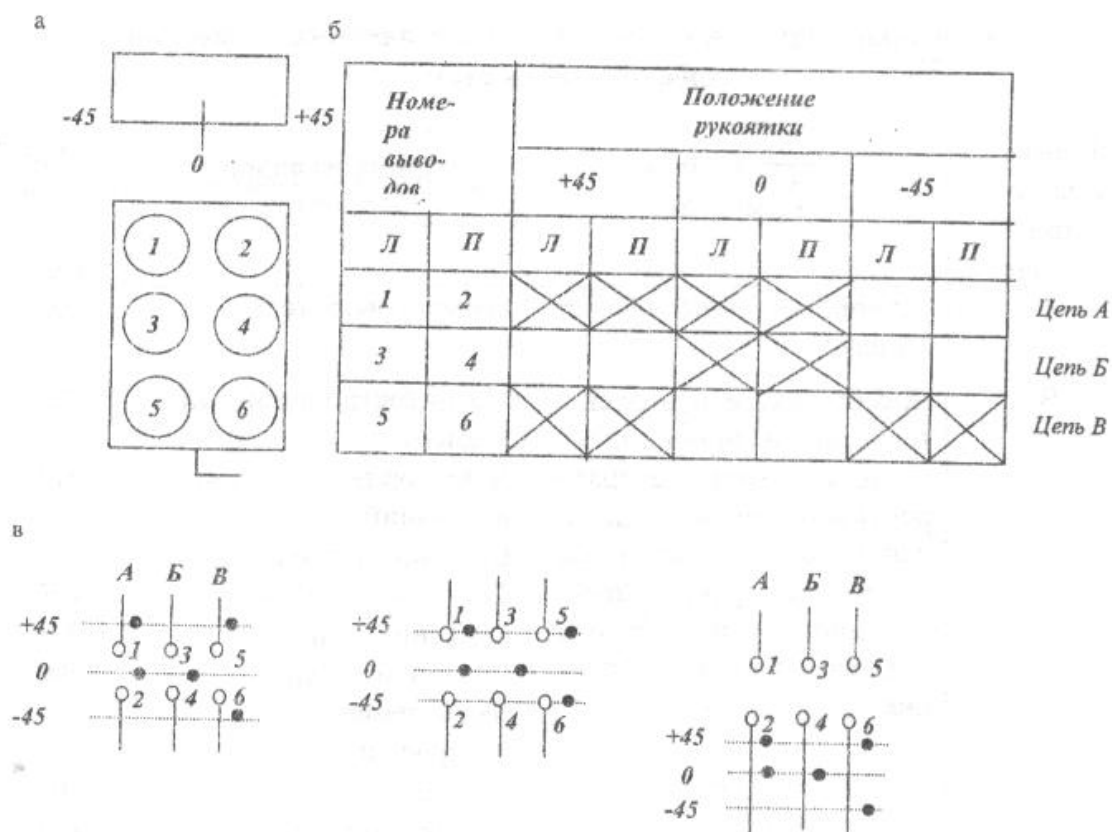 а
б
-45
+45
0
1 2
3 4
5 6
Номе-
ра
выво-
дов
Положение
рукоятки
+45 0 -45
Л П Л П Л П Л П
1 2 Цепь А
3 4 Цепь Б
5 6 Цепь В
в
А Б В
+45
1 3 5
0
2 4 6
-45
1 3 5
+45
0
-45
2 4 6
А Б В
1 3 5
2 4 6
+45
0
-45